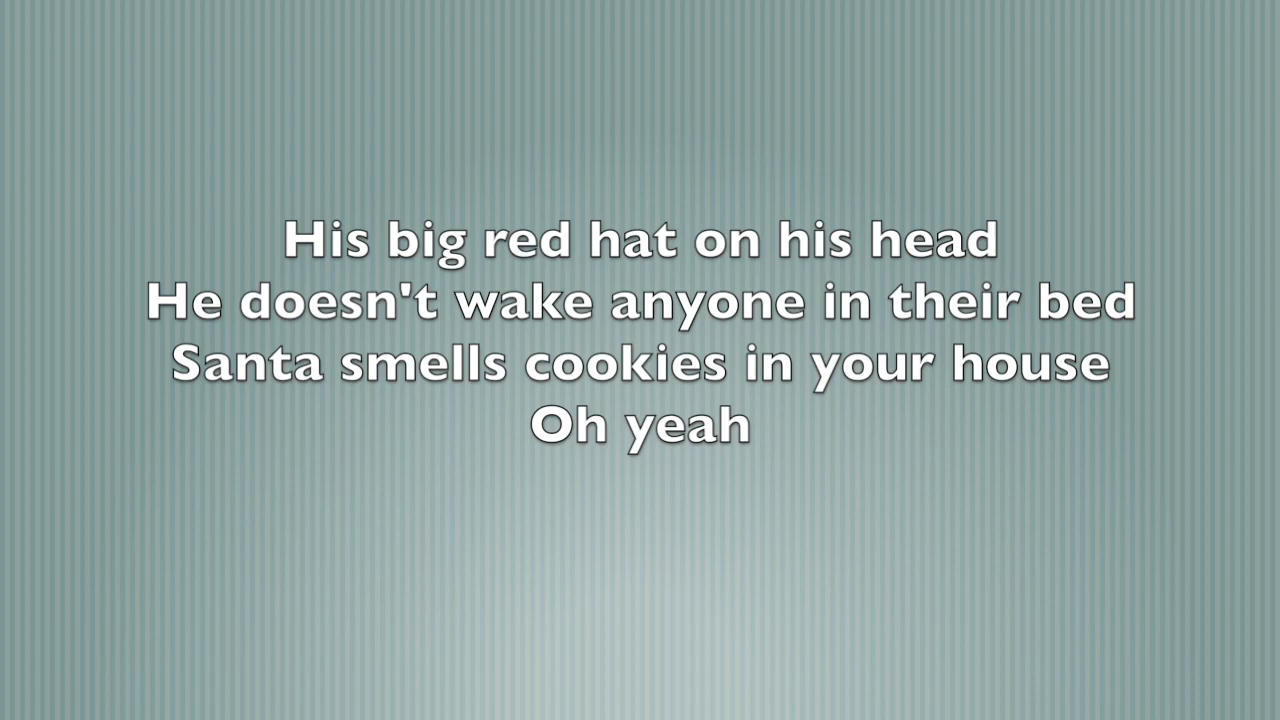 His big red hat on his head
He doesn't wake anyone in their bed
Santa smells cookies in your house
Oh yeah